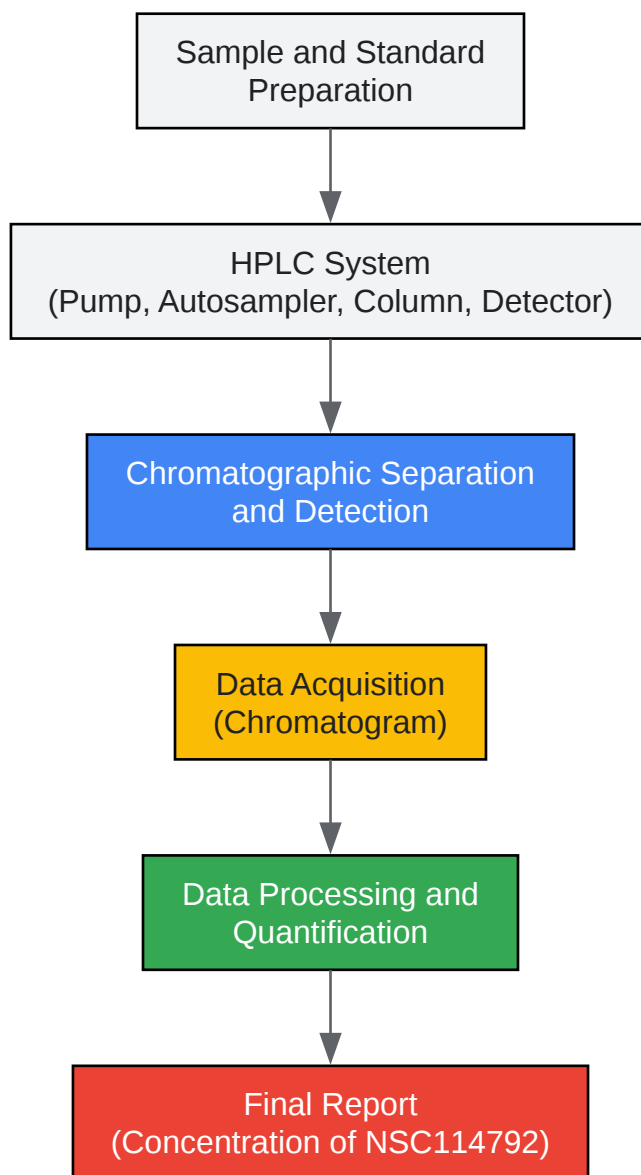 Sample and Standard
Preparation
HPLC System
(Pump, Autosampler, Column, Detector)
Chromatographic Separation
and Detection
Data Acquisition
(Chromatogram)
Data Processing and
Quantification
Final Report
(Concentration of NSC114792)